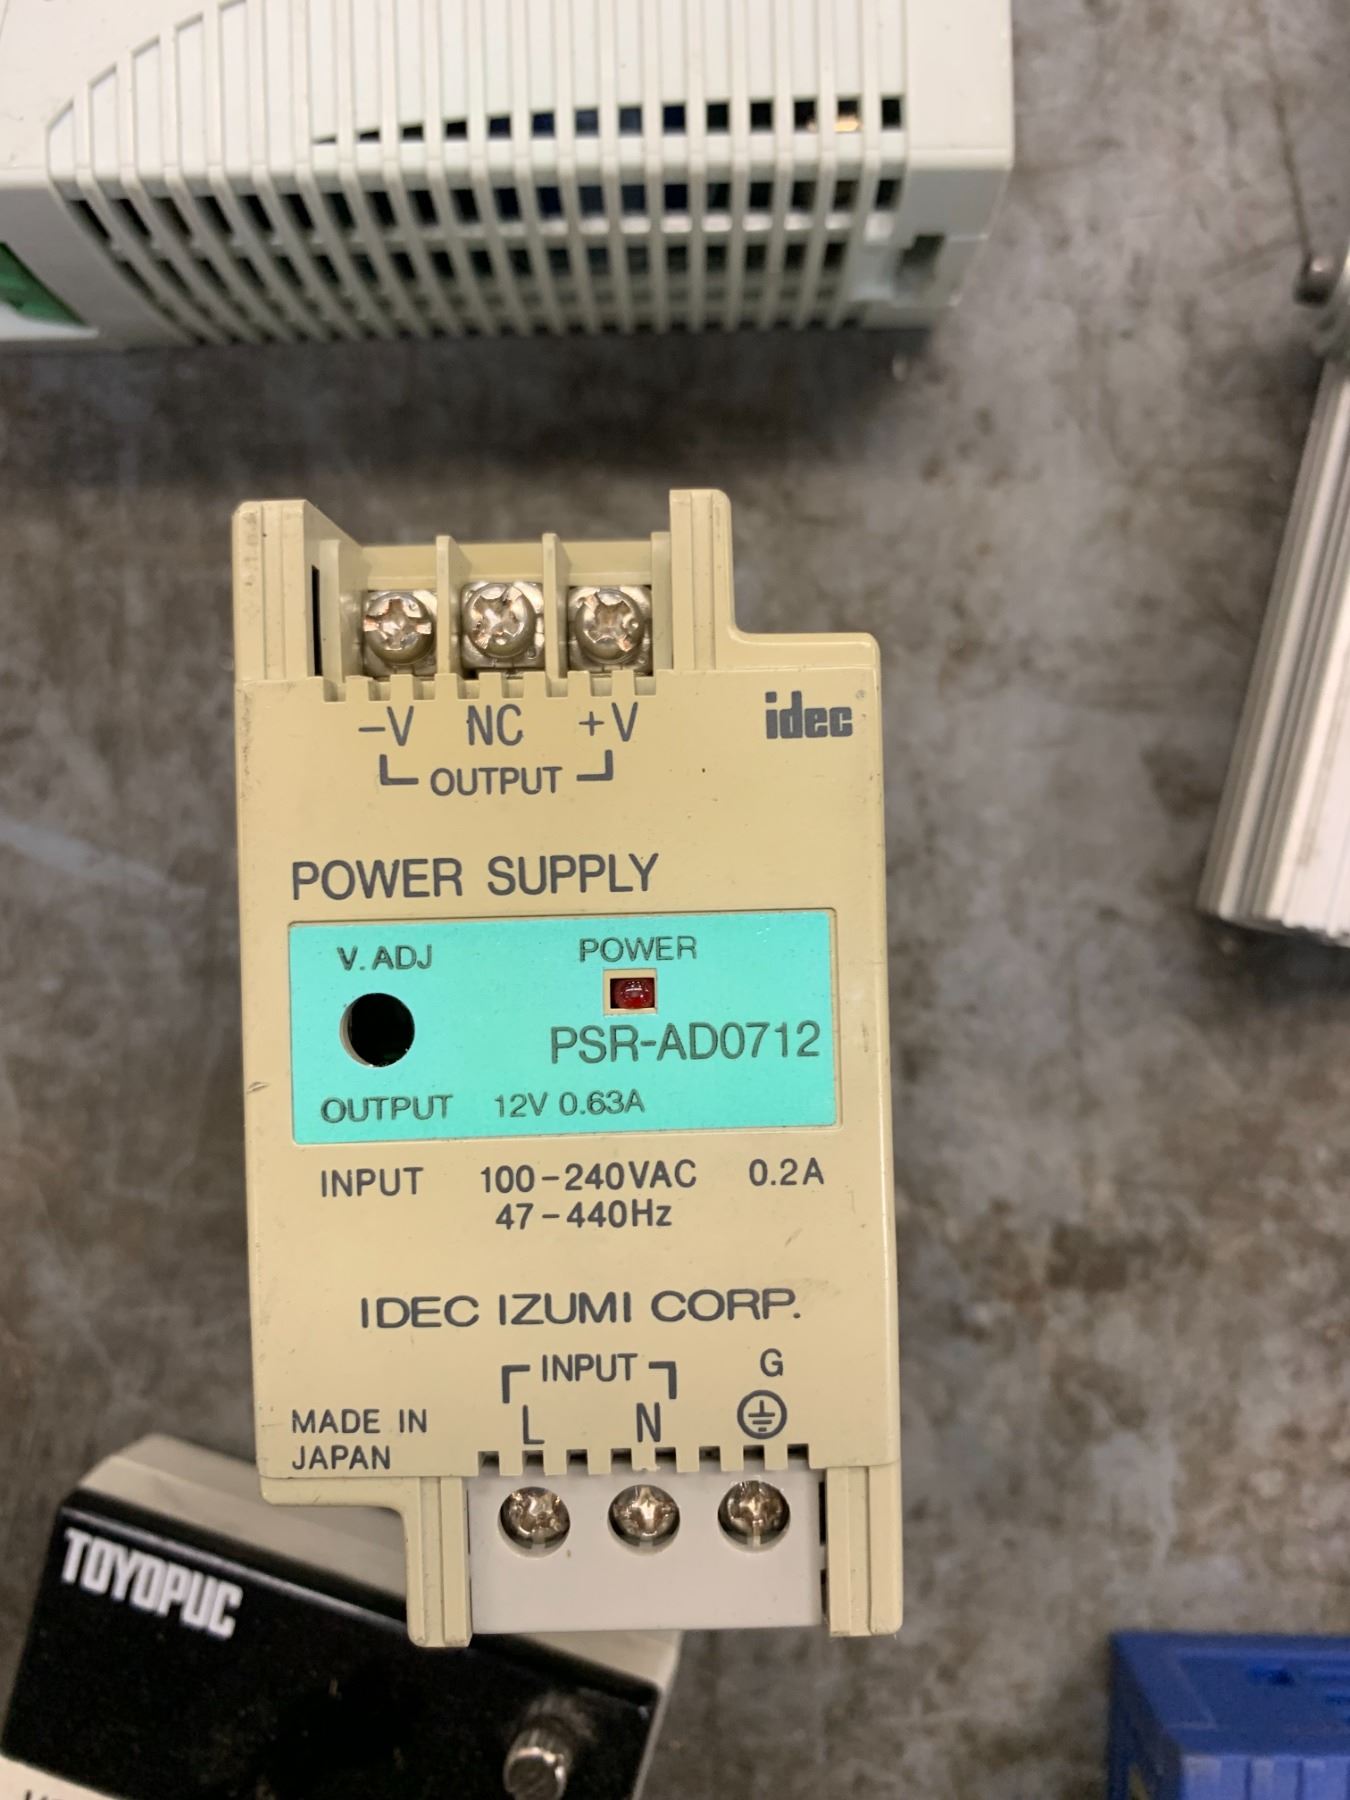 -V NC +V
idec
OUTPUT
POWER SUPPLY
V. ADJ
POWER
PSR-AD0712
OUTPUT 12V 0.63A
INPUT 100-240VAC 0.2A
47-440Hz
IDEC IZUMI CORP.
INPUT G
L N
MADE IN
JAPAN
TOYOPUC